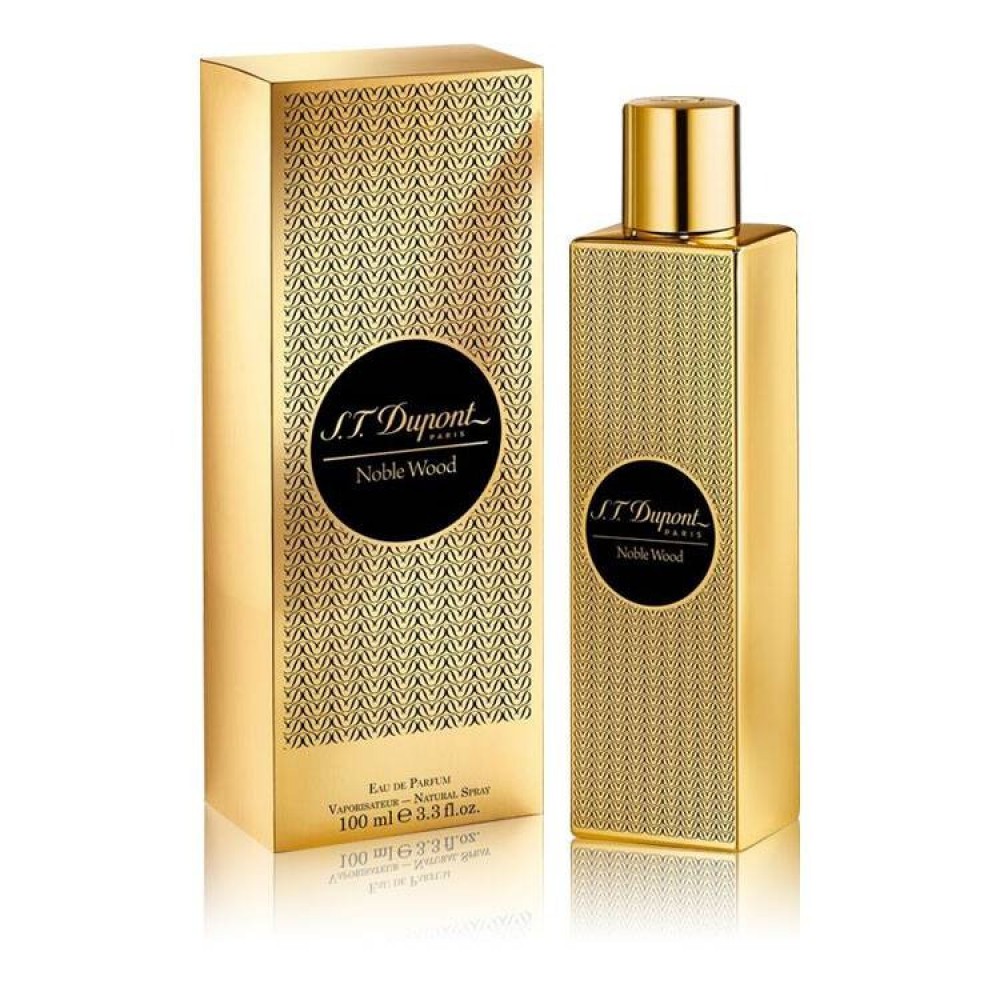 S.T. Dupont
PARIS
Noble Wood
EAU DE PARFUM
VAPORISATEUR – NATURAL SPRAY
100 ml e 3.3 fl.oz.
S.T. Dupont
PARIS
Noble Wood